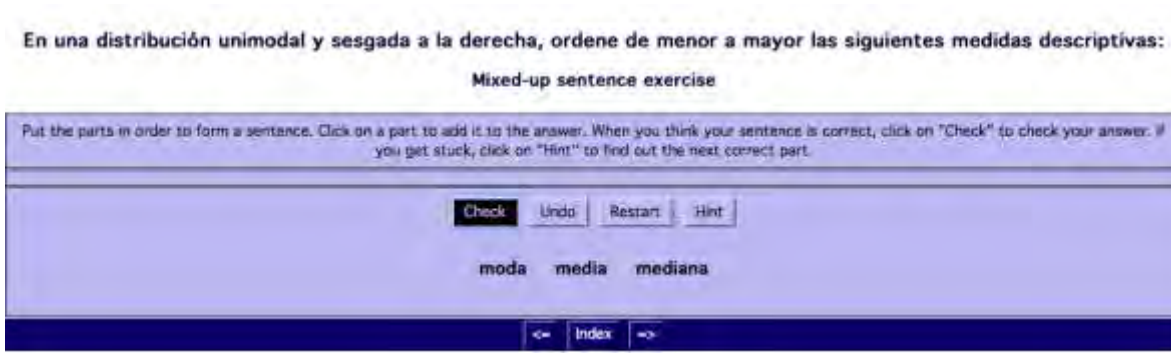 En una distribución unimodal y sesgada a la derecha, ordene de menor a mayor las siguientes medidas descriptivas:
Mixed-up sentence exercise
Put the parts in order to form a sentence. Click on a part to add it to the answer. When you think your sentence is correct, click on "Check" to check your answer. If
you get stuck, click on "Hint" to find out the next correct part.
Check Undo Restart Hint
moda media mediana
<= Index =>